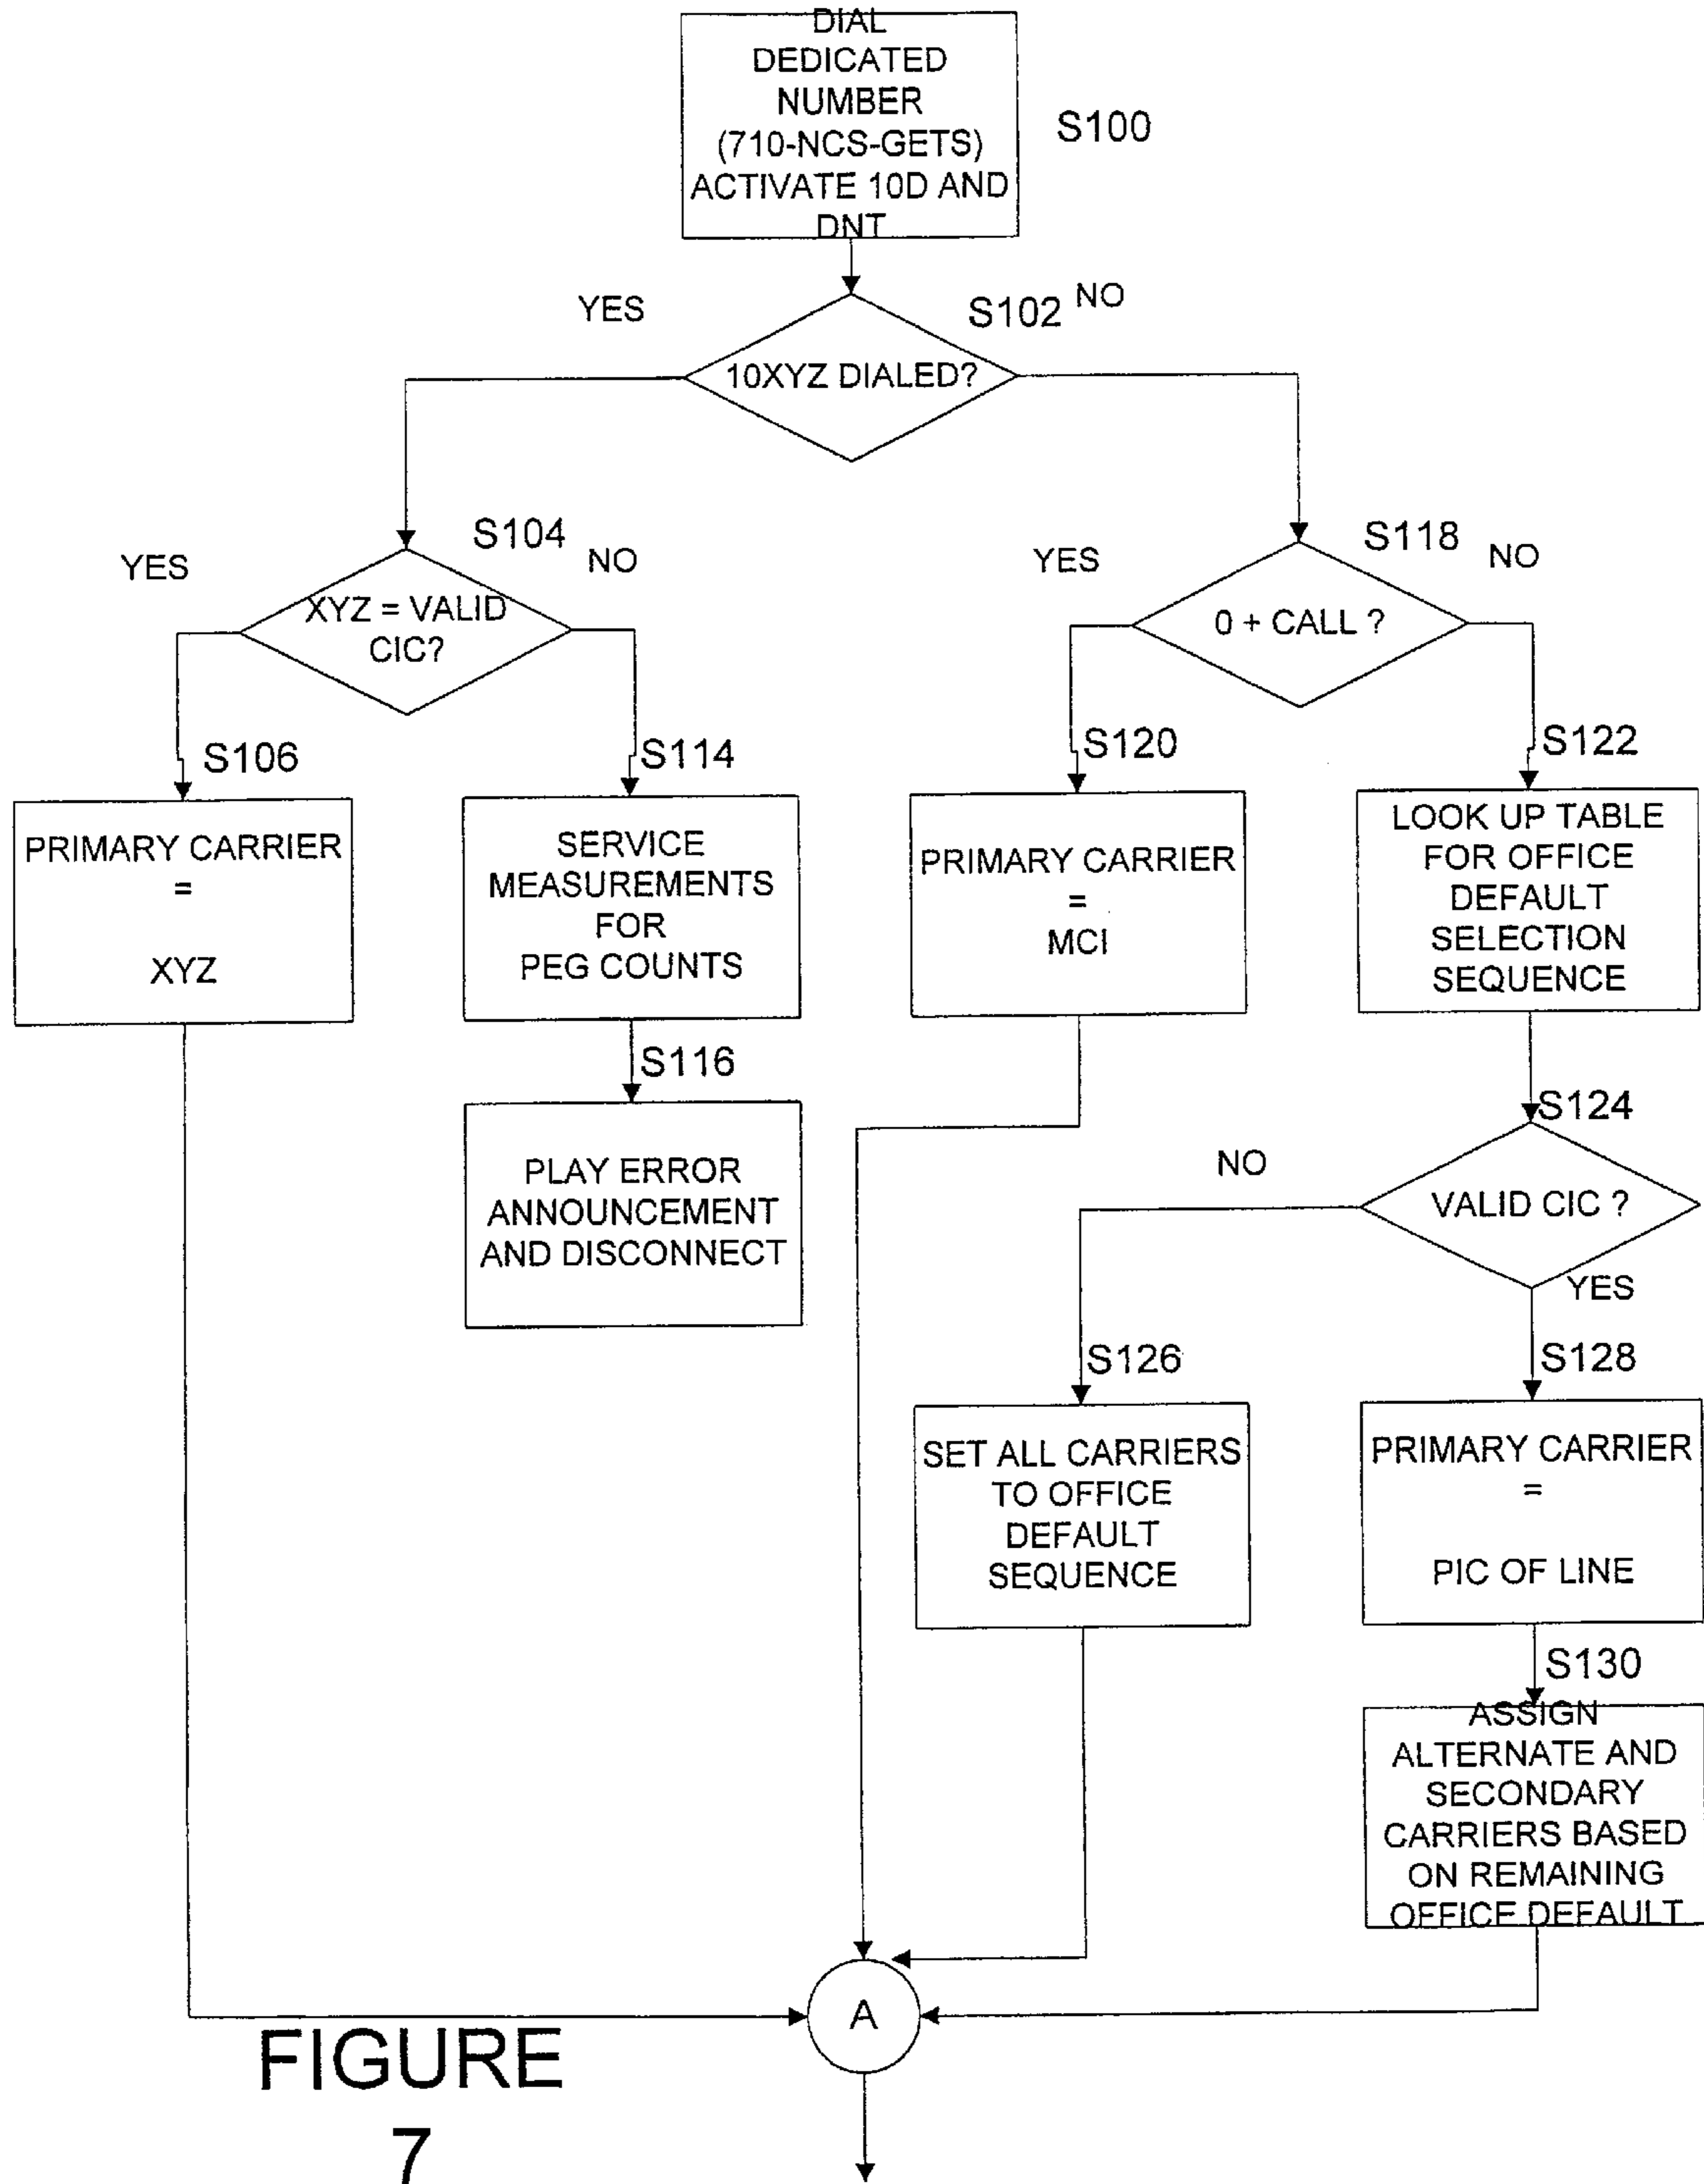 DIAL
DEDICATED
NUMBER
(710-NCS-GETS)
ACTIVATE 10D AND
DNT
S100
YES
S102
NO
10XYZ DIALED?
YES
S104
NO
XYZ = VALID
CIC?
YES
S118
NO
0 + CALL ?
S106
PRIMARY CARRIER
=
XYZ
S114
SERVICE
MEASUREMENTS
FOR
PEG COUNTS
S120
PRIMARY CARRIER
=
MCI
S122
LOOK UP TABLE
FOR OFFICE
DEFAULT
SELECTION
SEQUENCE
S116
PLAY ERROR
ANNOUNCEMENT
AND DISCONNECT
S124
NO
VALID CIC ?
YES
S126
SET ALL CARRIERS
TO OFFICE
DEFAULT
SEQUENCE
S128
PRIMARY CARRIER
=
PIC OF LINE
S130
ASSIGN
ALTERNATE AND
SECONDARY
CARRIERS BASED
ON REMAINING
OFFICE DEFAULT
A
FIGURE
7